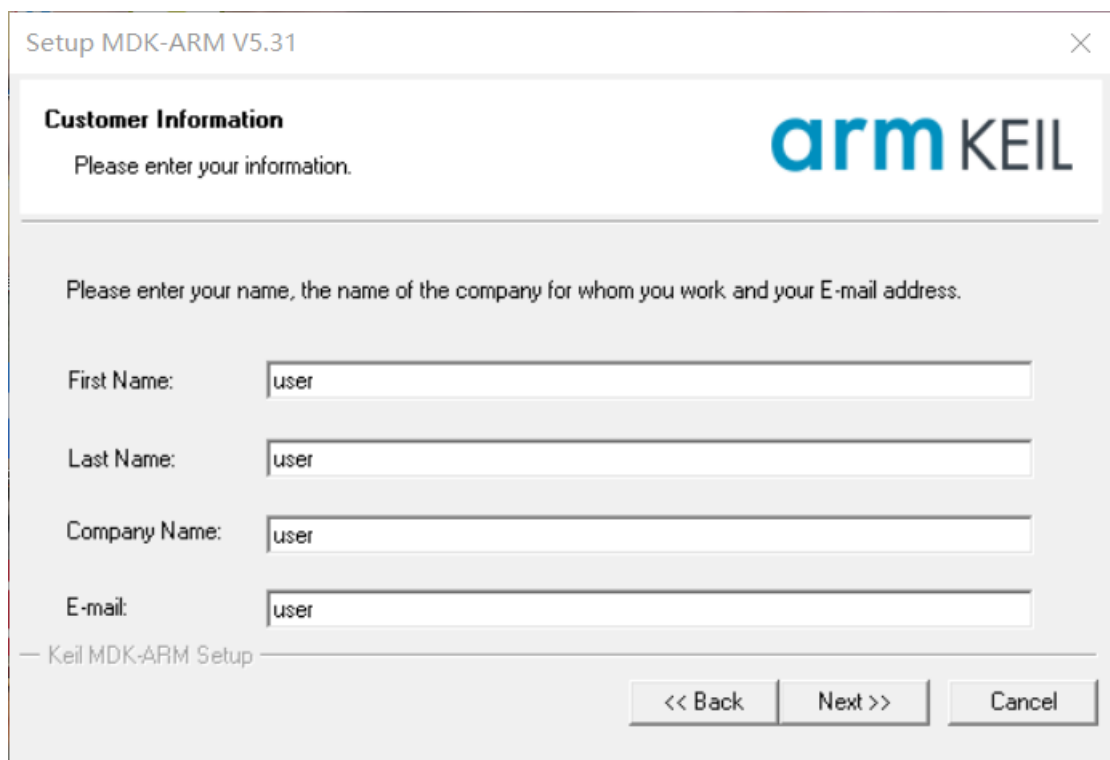 Setup MDK-ARM V5.31
Customer Information
Please enter your information.
arm KEIL
Please enter your name, the name of the company for whom you work and your E-mail address.
First Name: user
Last Name: user
Company Name: user
E-mail: user
Keil MDK-ARM Setup
<< Back Next >> Cancel